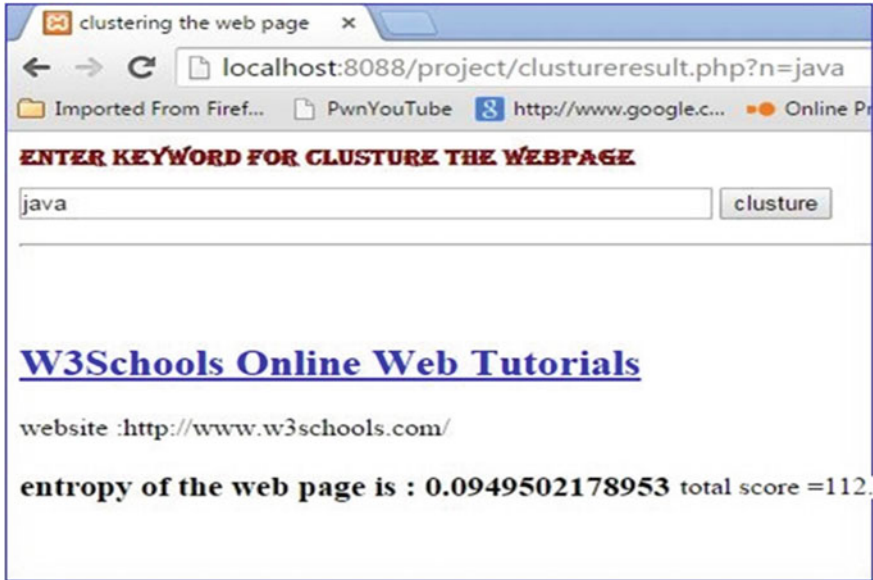 clustering the web page ×
localhost:8088/project/clustureresult.php?n=java
Imported From Firef... PwnYouTube 8 http://www.google.c... Online Pr
ENTER KEYWORD FOR CLUSTURE THE WEBPAGE
java clusture
W3Schools Online Web Tutorials
website :http://www.w3schools.com/
entropy of the web page is : 0.0949502178953 total score =112.